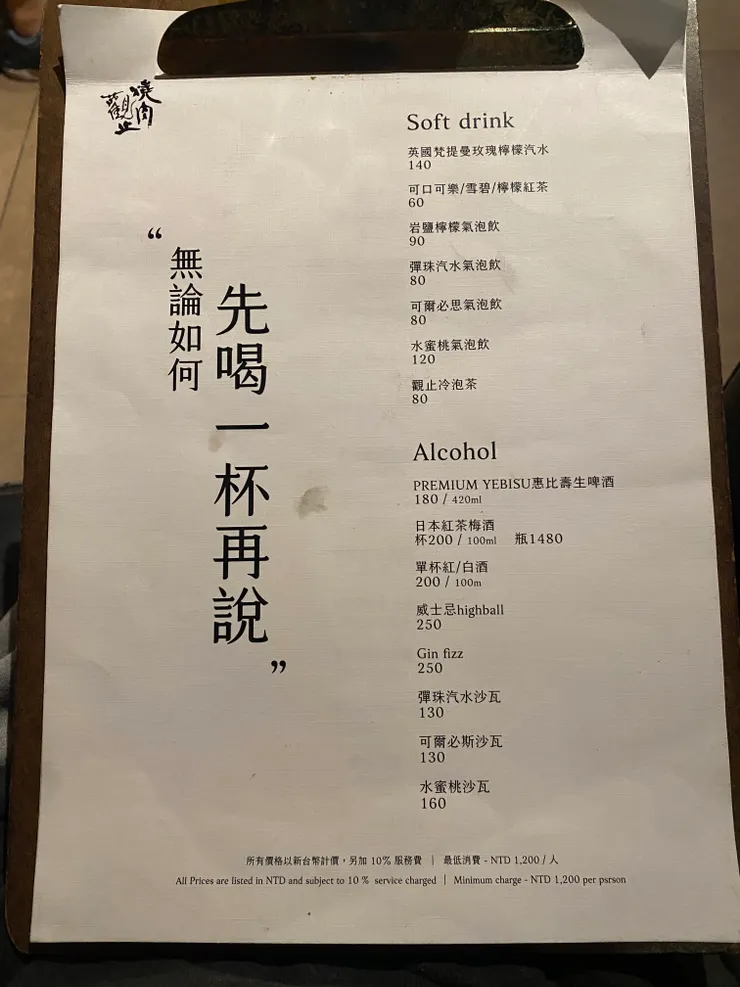 燒肉
觀止
“無論如何
先喝一杯再說”
Soft drink
英國梵提曼玫瑰檸檬汽水
140
可口可樂/雪碧/檸檬紅茶
60
岩鹽檸檬氣泡飲
90
彈珠汽水氣泡飲
80
可爾必思氣泡飲
80
水蜜桃氣泡飲
120
觀止冷泡茶
80
Alcohol
PREMIUM YEBISU惠比壽生啤酒
180 / 420ml
日本紅茶梅酒
杯200 / 100ml 瓶1480
單杯紅/白酒
200 / 100m
威士忌highball
250
Gin fizz
250
彈珠汽水沙瓦
130
可爾必斯沙瓦
130
水蜜桃沙瓦
160
所有價格以新台幣計價，另加 10% 服務費 | 最低消費 - NTD 1,200 / 人
All Prices are listed in NTD and subject to 10 % service charged | Minimum charge - NTD 1,200 per psrson